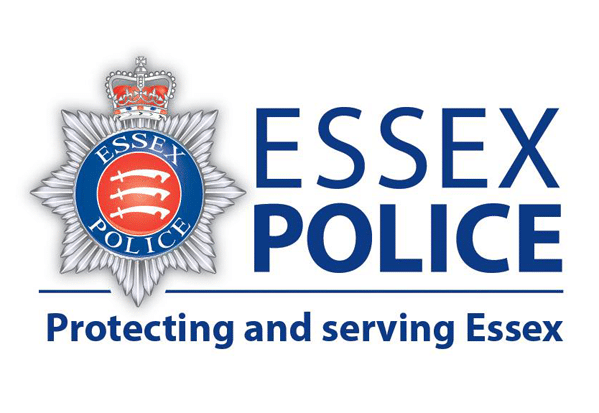 ESSEX
POLICE
ESSEX
POLICE
Protecting and serving Essex